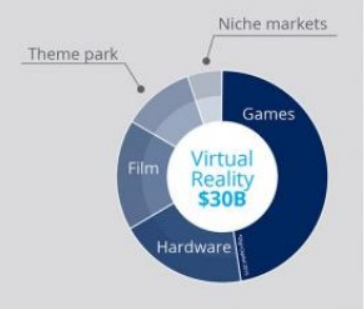 Niche markets
Theme park
Games
Virtual
Reality
$30B
Film
Hardware